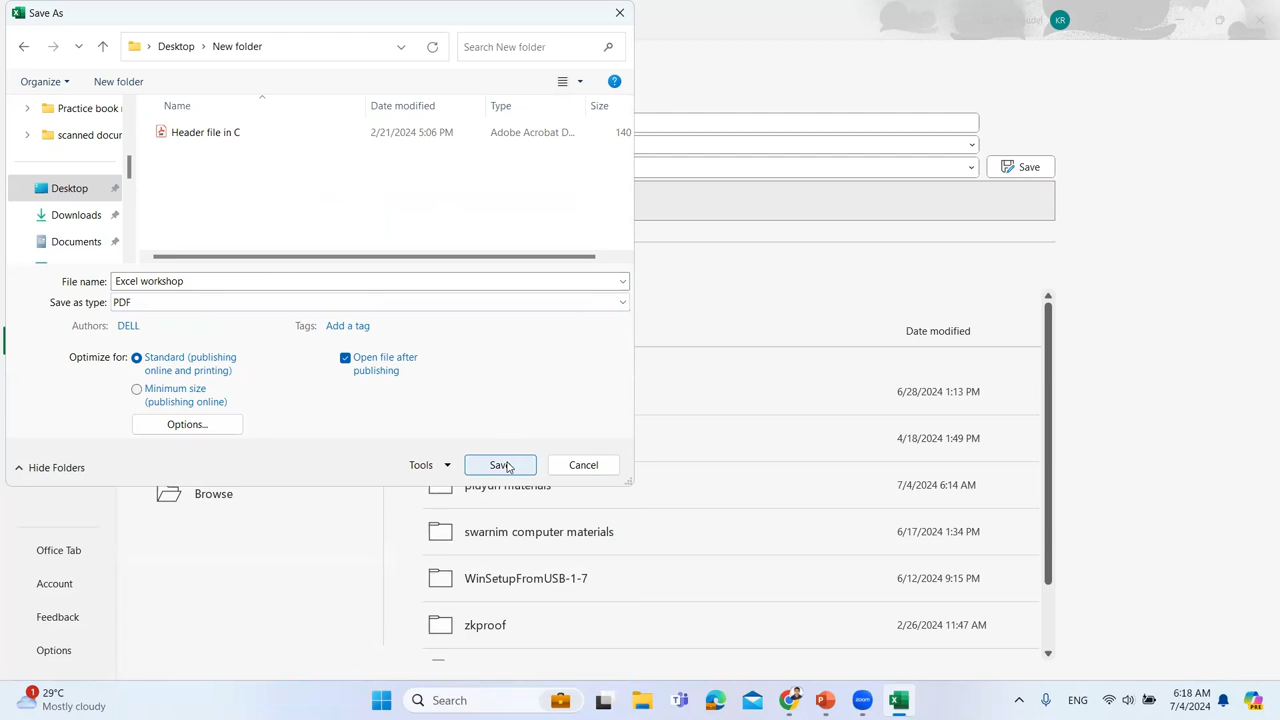 Save As
KR
Desktop > New folder
Search New folder
Organize
New folder
Name
Date modified
Type
Size
Practice book
Header file in C
2/21/2024 5:06 PM
Adobe Acrobat D...
140
scanned docum
Desktop
Downloads
Documents
Save
File name:
Excel workshop
Save as type:
PDF
Authors:
DELL
Tags:
Add a tag
Date modified
Optimize for:
Standard (publishing
online and printing)
Open file after
publishing
Minimum size
(publishing online)
6/28/2024 1:13 PM
Options...
4/18/2024 1:49 PM
Hide Folders
Tools
Save
Cancel
materials
7/4/2024 6:14 AM
Browse
swarnim computer materials
6/17/2024 1:34 PM
Office Tab
WinSetupFromUSB-1-7
6/12/2024 9:15 PM
Account
Feedback
zkproof
2/26/2024 11:47 AM
Options
1
29°C
Mostly cloudy
Search
ENG
6:18 AM
7/4/2024